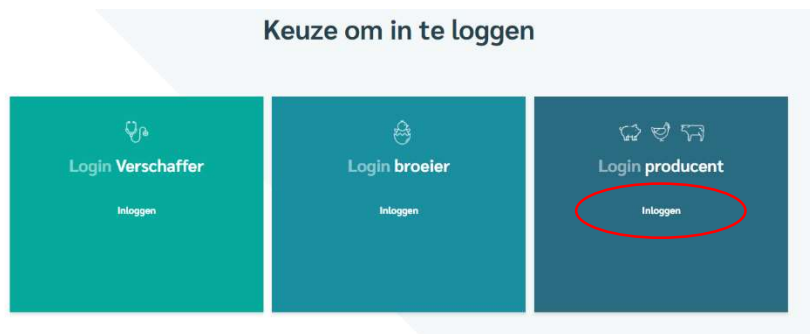 Keuze om in te loggen
Login Verschaffer
Inloggen
Login broeier
Inloggen
Login producent
Inloggen